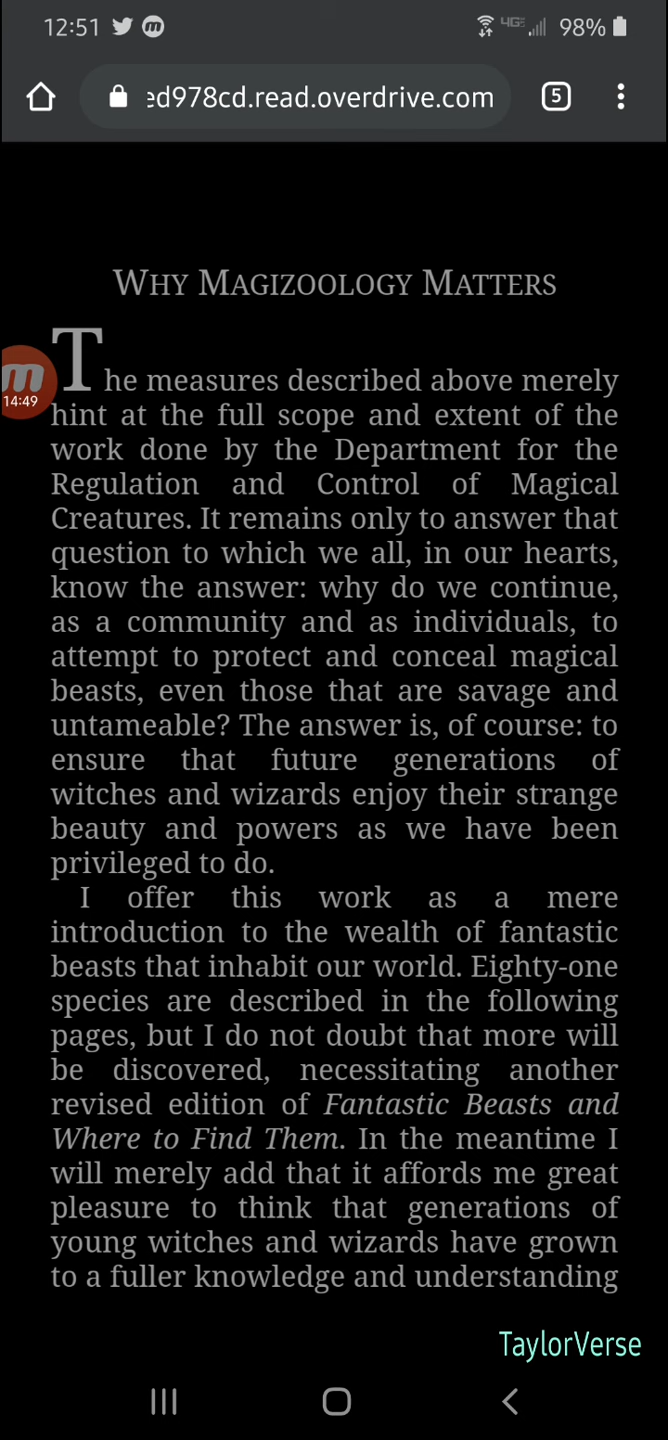 12:51 m 4GE 98%
ed978cd.read.overdrive.com 5
WHY MAGIZOOLOGY MATTERS
The measures described above merely
m
14:49
hint at the full scope and extent of the
work done by the Department for the
Regulation and Control of Magical
Creatures. It remains only to answer that
question to which we all, in our hearts,
know the answer: why do we continue,
as a community and as individuals, to
attempt to protect and conceal magical
beasts, even those that are savage and
untameable? The answer is, of course: to
ensure that future generations of
witches and wizards enjoy their strange
beauty and powers as we have been
privileged to do.
I offer this work as a mere
introduction to the wealth of fantastic
beasts that inhabit our world. Eighty-one
species are described in the following
pages, but I do not doubt that more will
be discovered, necessitating another
revised edition of Fantastic Beasts and
Where to Find Them. In the meantime I
will merely add that it affords me great
pleasure to think that generations of
young witches and wizards have grown
to a fuller knowledge and understanding
TaylorVerse